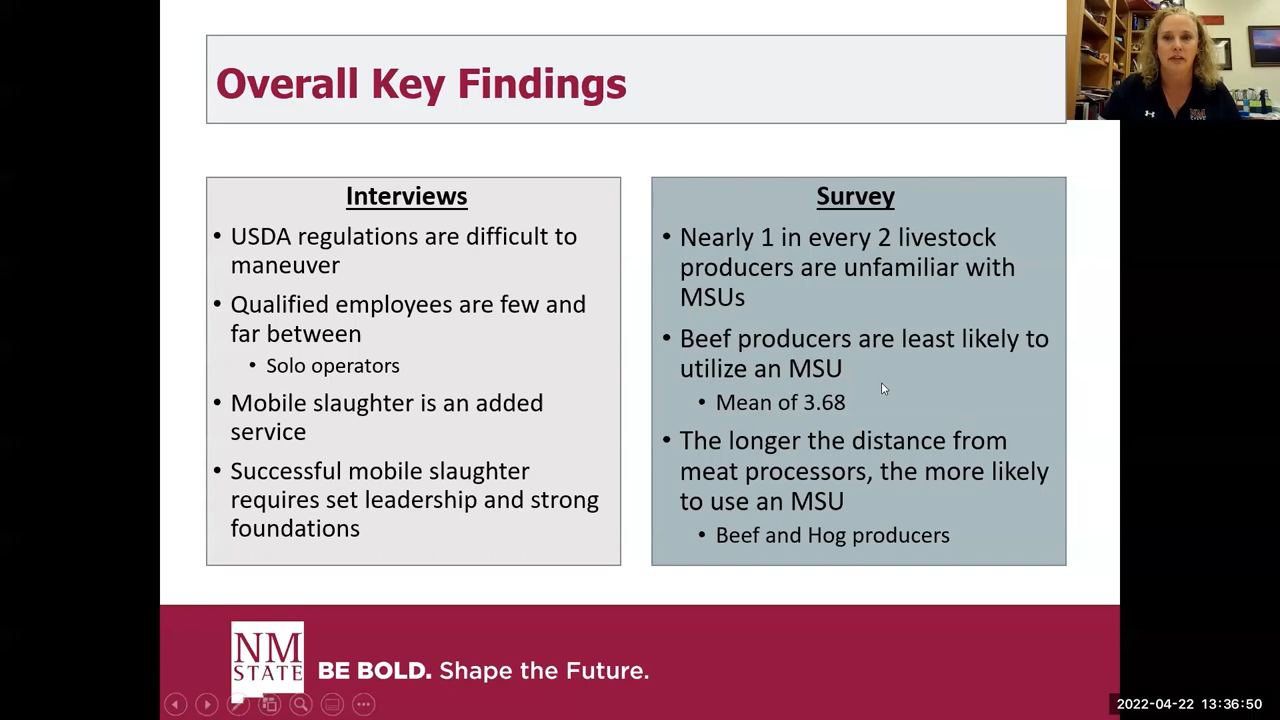 Overall Key Findings
Interviews
• USDA regulations are difficult to
maneuver
• Qualified employees are few and
far between
• Solo operators
• Mobile slaughter is an added
service
• Successful mobile slaughter
requires set leadership and strong
foundations
Survey
• Nearly 1 in every 2 livestock
producers are unfamiliar with
MSUs
• Beef producers are least likely to
utilize an MSU
• Mean of 3.68
• The longer the distance from
meat processors, the more likely
to use an MSU
• Beef and Hog producers
NM
STATE
BE BOLD. Shape the Future.
NM
STATE
2022-04-22 13:36:50